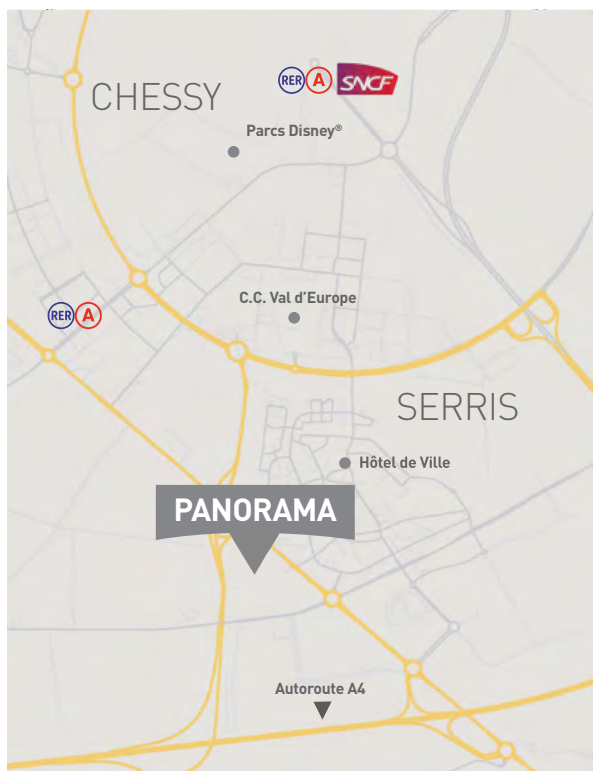 RER A SNCF
CHESSY
Parcs Disney®
C.C. Val d'Europe
RER A
SERRIS
Hôtel de Ville
PANORAMA
Autoroute A4